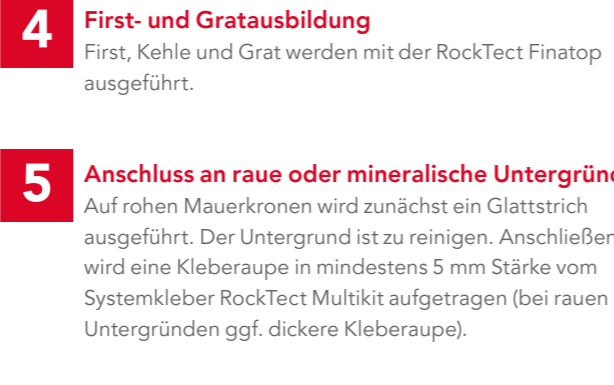 4
First- und Gratausbildung
First, Kehle und Grat werden mit der RockTect Finatop
ausgeführt.
5
Anschluss an raue oder mineralische Untergrün
Auf rohen Mauerkronen wird zunächst ein Glattstrich
ausgeführt. Der Untergrund ist zu reinigen. Anschließen
wird eine Kleberaupe in mindestens 5 mm Stärke vom
Systemkleber RockTect Multikit aufgetragen (bei rauen
Untergründen ggf. dickere Kleberaupe).